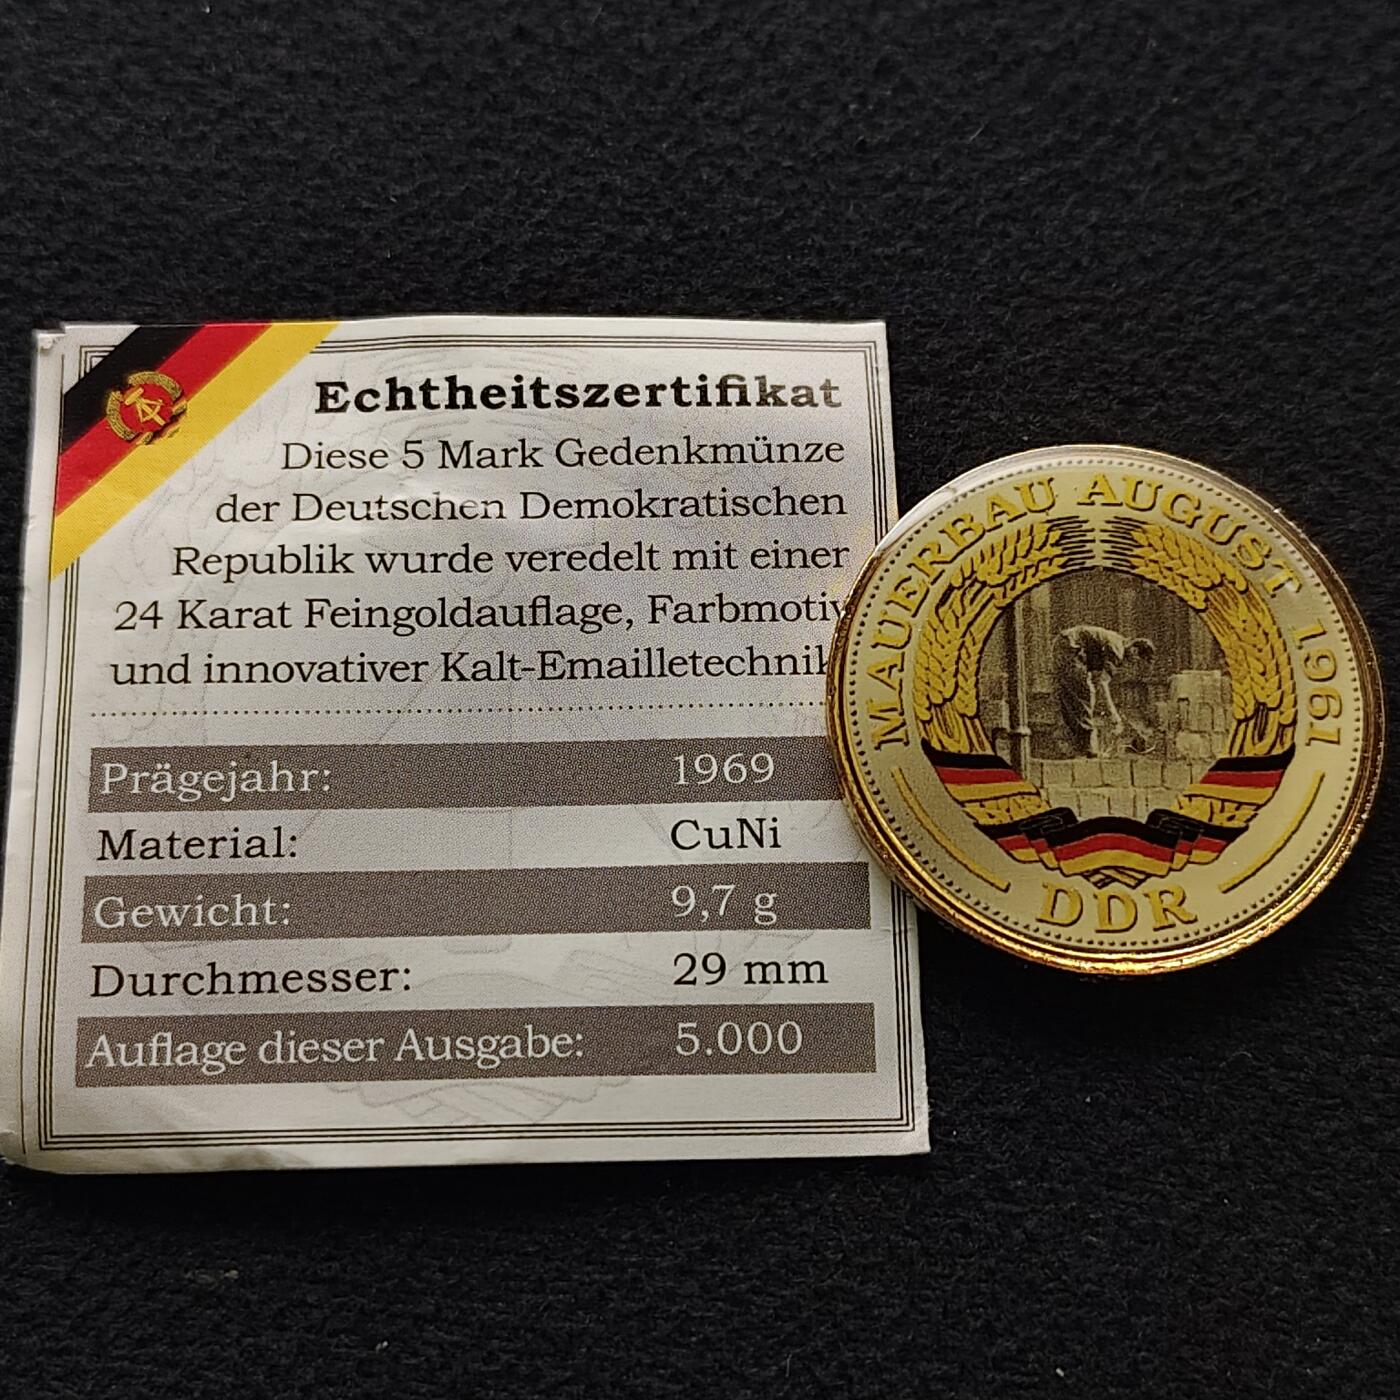 Echtheitszertifikat
Diese 5 Mark Gedenkmünze
der Deutschen Demokratischen
Republik wurde veredelt mit einer
24 Karat Feingoldauflage, Farbmotiv
und innovativer Kalt-Emailletechnik
Prägejahr: 1969
Material: CuNi
Gewicht: 9,7 g
Durchmesser: 29 mm
Auflage dieser Ausgabe: 5.000
MAUERBAU AUGUST 1961
DDR